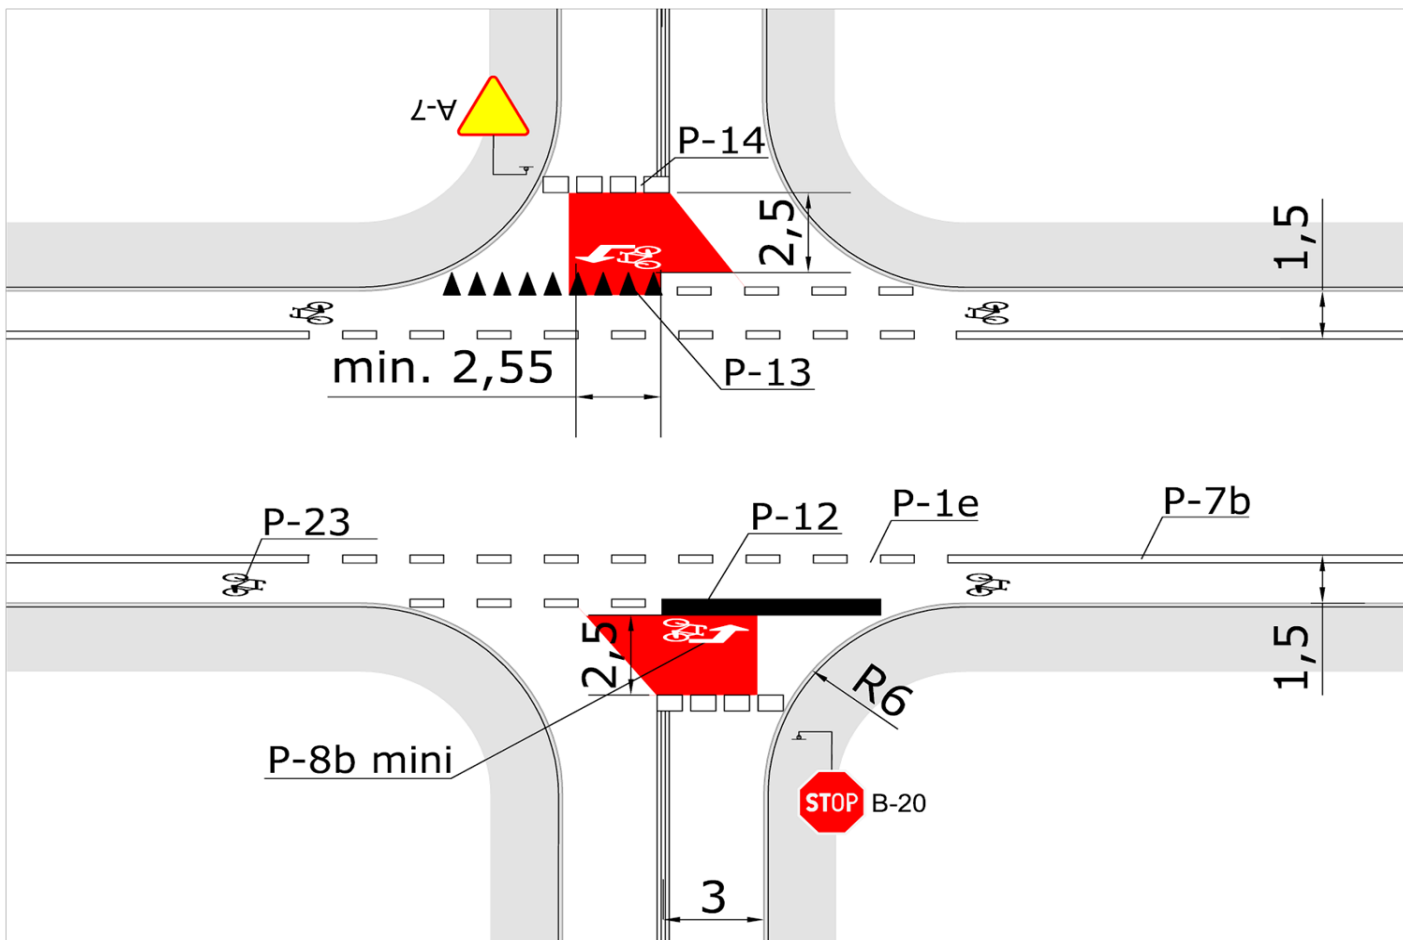 A-7
P-14
2,5
1,5
min. 2,55
P-13
P-23
P-12
P-1e
P-7b
2,5
1,5
R6
P-8b mini
STOP
B-20
3